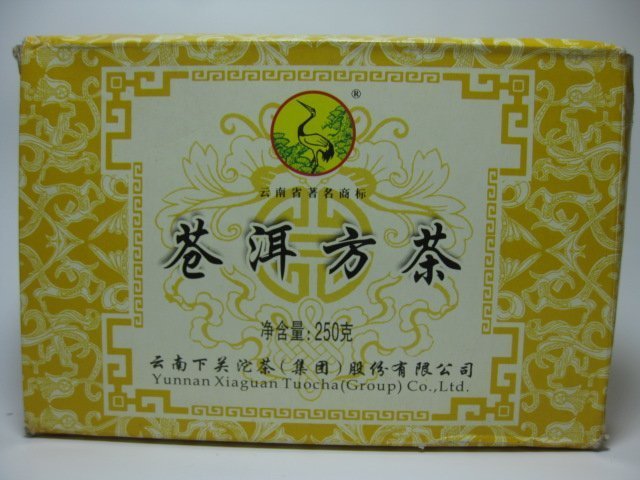 ®
云南省著名商标
苍洱方茶
净含量:250克
云南下关沱茶(集团)股份有限公司
Yunnan Xiaguan Tuocha(Group) Co.,Ltd.